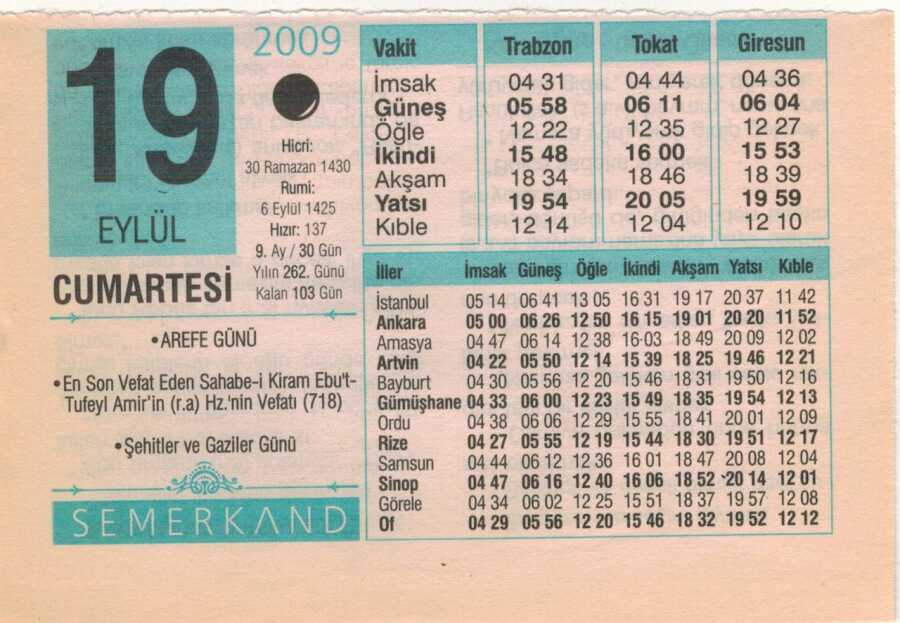 19
EYLÜL
CUMARTESİ
2009
Hicri:
30 Ramazan 1430
Rumi:
6 Eylül 1425
Hızır: 137
9. Ay / 30 Gün
Yılın 262. Günü
Kalan 103 Gün
•AREFE GÜNÜ
•En Son Vefat Eden Sahabe-i Kiram Ebu't-
Tufeyl Amir'in (r.a) Hz.'nin Vefatı (718)
•Şehitler ve Gaziler Günü
SEMERKAND
Vakit Trabzon Tokat Giresun
İmsak 04 31 04 44 04 36
Güneş 05 58 06 11 06 04
Öğle 12 22 12 35 12 27
İkindi 15 48 16 00 15 53
Akşam 18 34 18 46 18 39
Yatsı 19 54 20 05 19 59
Kıble 12 14 12 04 12 10
İller İmsak Güneş Öğle İkindi Akşam Yatsı Kıble
İstanbul 05 14 06 41 13 05 16 31 19 17 20 37 11 42
Ankara 05 00 06 26 12 50 16 15 19 01 20 20 11 52
Amasya 04 47 06 14 12 38 16 03 18 49 20 09 12 02
Artvin 04 22 05 50 12 14 15 39 18 25 19 46 12 21
Bayburt 04 30 05 56 12 20 15 46 18 31 19 50 12 16
Gümüşhane 04 33 06 00 12 23 15 49 18 35 19 54 12 13
Ordu 04 38 06 06 12 29 15 55 18 41 20 01 12 09
Rize 04 27 05 55 12 19 15 44 18 30 19 51 12 17
Samsun 04 44 06 12 12 36 16 01 18 47 20 08 12 04
Sinop 04 47 06 16 12 40 16 06 18 52 20 14 12 01
Görele 04 34 06 02 12 25 15 51 18 37 19 57 12 08
Of 04 29 05 56 12 20 15 46 18 32 19 52 12 12